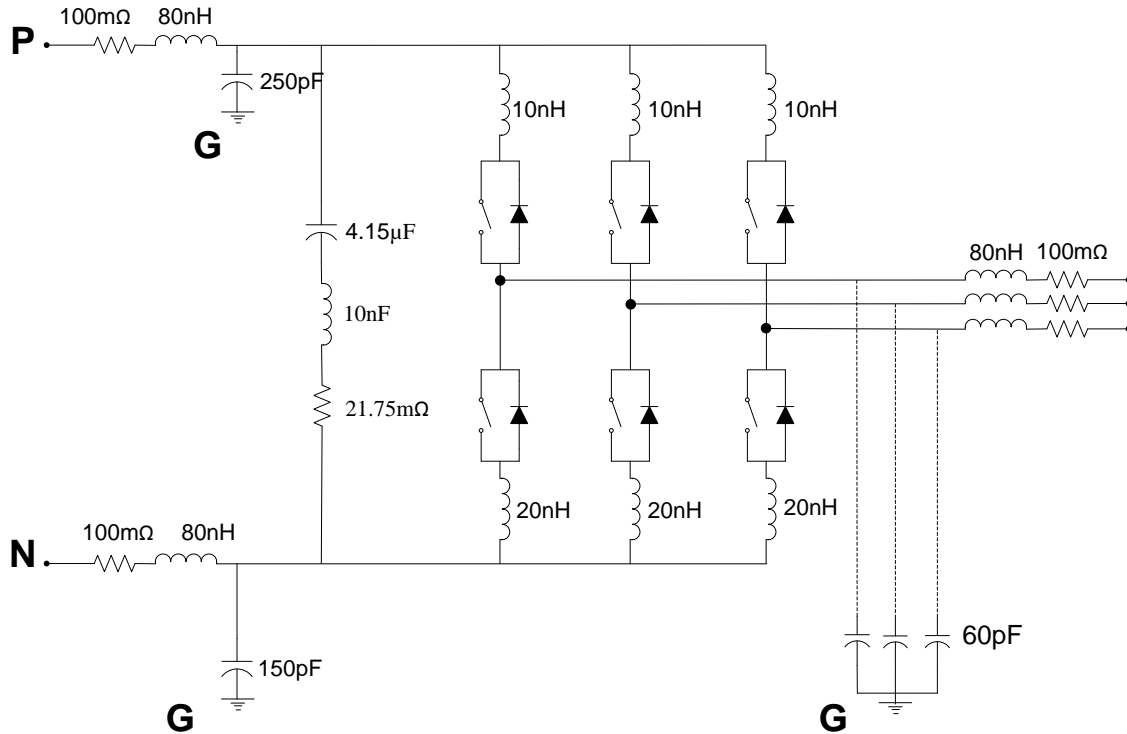 100mΩ 80nH
P
250pF
G
10nH 10nH 10nH
4.15μF
10nF
21.75mΩ
80nH 100mΩ
20nH 20nH 20nH
100mΩ 80nH
N
150pF
G
60pF
G